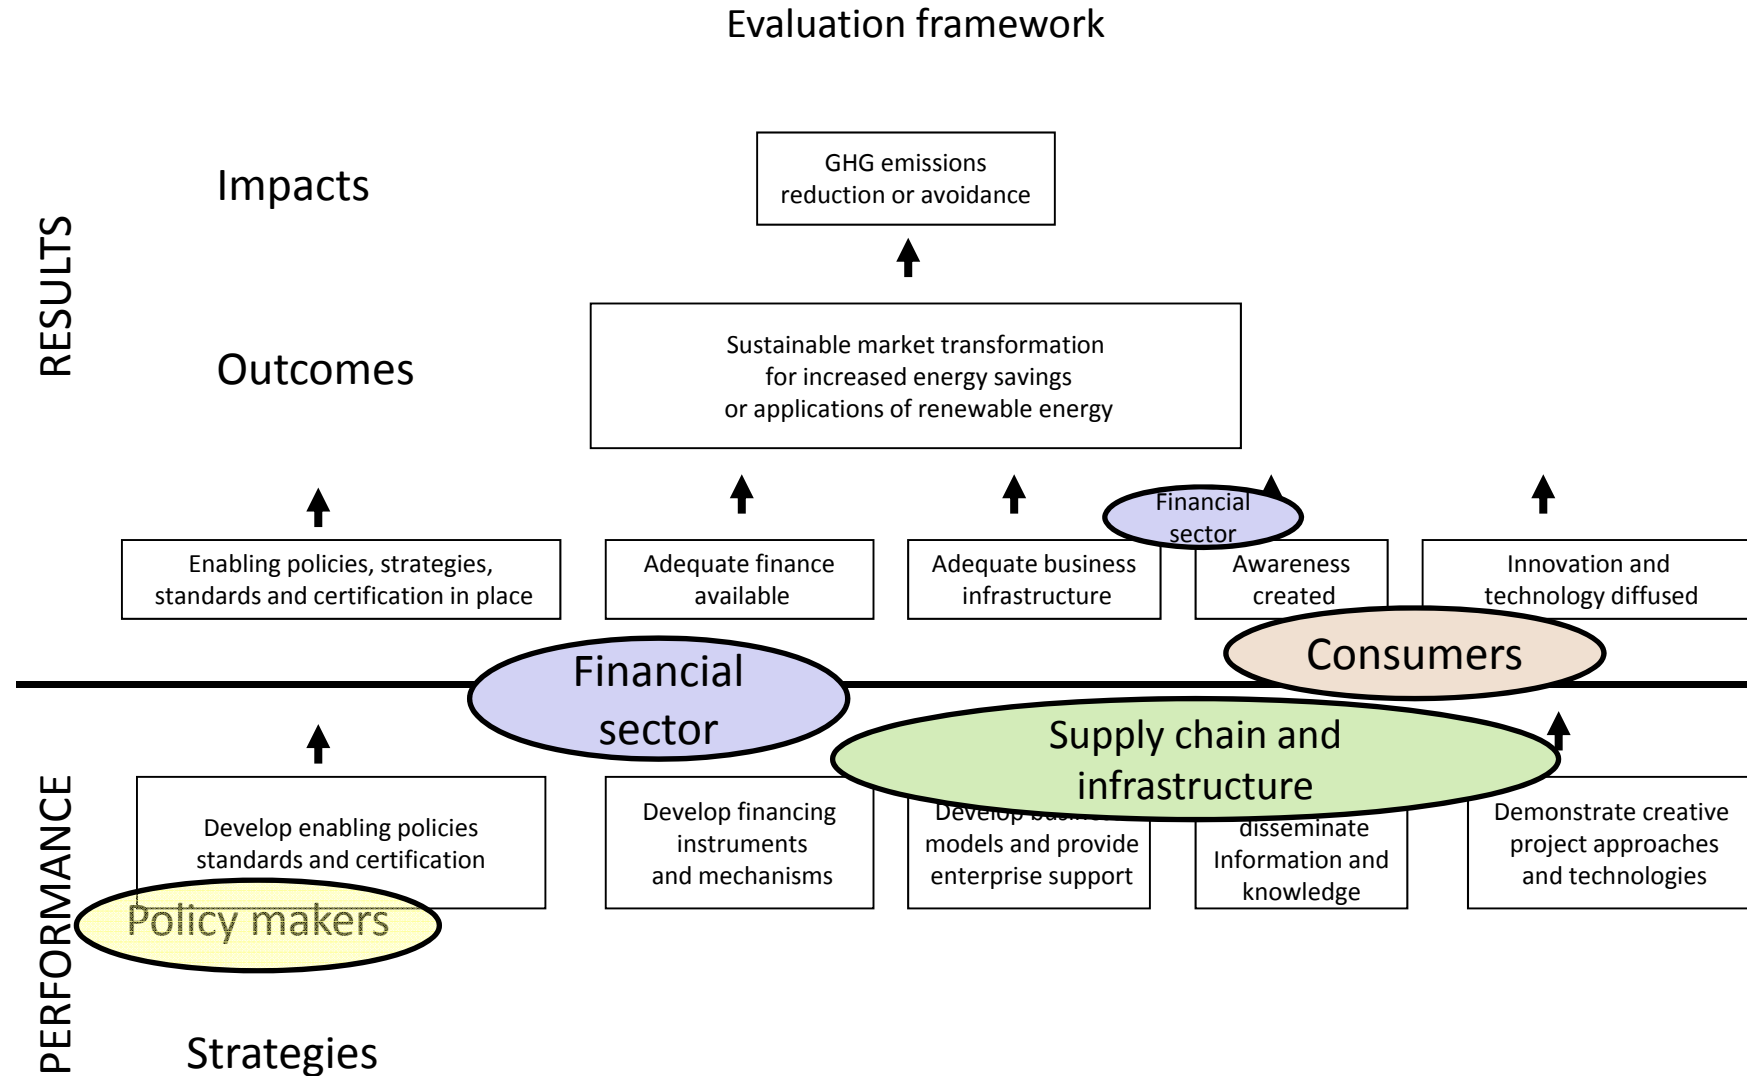 Evaluation framework
RESULTS
Impacts
GHG emissions
reduction or avoidance
Outcomes
Sustainable market transformation
for increased energy savings
or applications of renewable energy
Financial
sector
Enabling policies, strategies,
standards and certification in place
Adequate finance
available
Adequate business
infrastructure
Awareness
created
Innovation and
technology diffused
Consumers
Financial
sector
Supply chain and
infrastructure
PERFORMANCE
Develop enabling policies
standards and certification
Develop financing
instruments
and mechanisms
Develop
models and provide
enterprise support
disseminate
Information and
knowledge
Demonstrate creative
project approaches
and technologies
Policy makers
Strategies